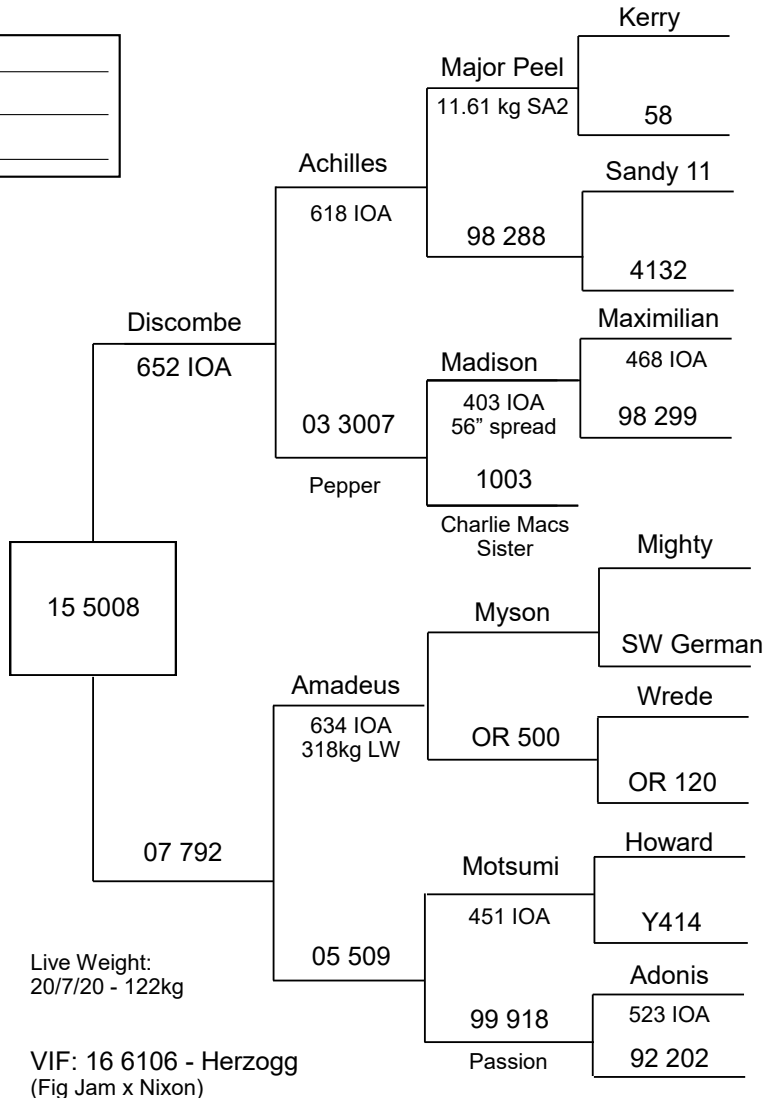 Kerry
Major Peel
11.61 kg SA2
58
Achilles
Sandy 11
618 IOA
98 288
4132
Discombe
Maximilian
652 IOA
Madison
468 IOA
403 IOA
56” spread
03 3007
98 299
Pepper
1003
Charlie Macs
Sister
Mighty
15 5008
Myson
SW German
Amadeus
Wrede
634 IOA
318kg LW
OR 500
OR 120
07 792
Howard
Motsumi
451 IOA
Y414
05 509
Live Weight:
20/7/20 - 122kg
Adonis
99 918
523 IOA
Passion
92 202
VIF: 16 6106 - Herzogg
(Fig Jam x Nixon)